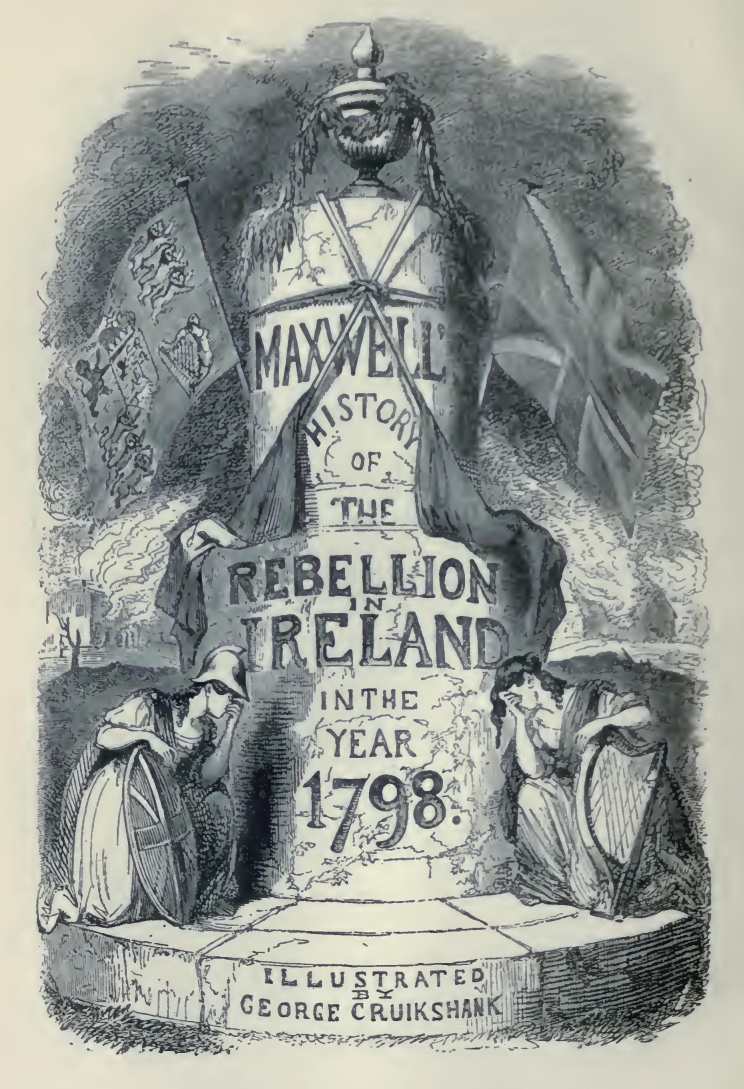 MAXWELL'
HISTORY
OF
THE
REBELLION
IN
IRELAND
IN THE
YEAR
1798.
ILLUSTRATED
BY
GEORGE CRUIKSHANK